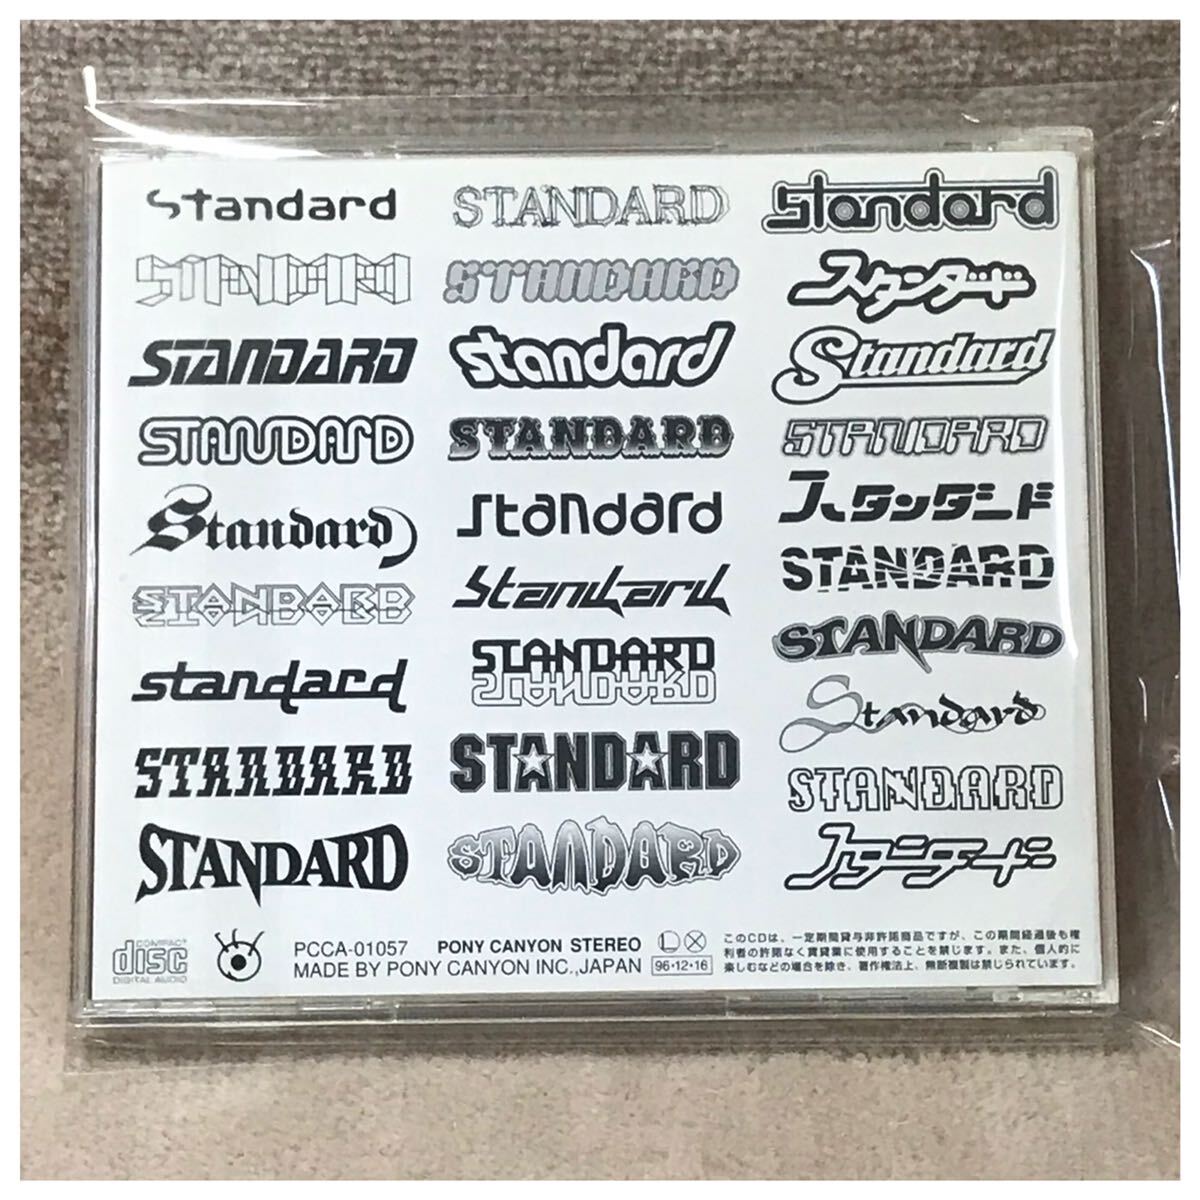 Standard
STANDARD
STANDARD
STANDARD
Standard
STANDARD
standard
STANDARD
STANDARD
STANDARD
STANDARD
standard
STANDARD
standard
Standard
STANDARD
STANDARD
STANDARD
standard
スタンダード
Standard
STANDARD
スタンダード
STANDARD
STANDARD
Standard
STANDARD
スタンダード
COMPACT
disc
DIGITAL AUDIO
PCCA-01057 PONY CANYON STEREO
MADE BY PONY CANYON INC.,JAPAN
L X
96・12・16
このCDは、一定期間貸与非許諾商品ですが、この期間経過後も権
利者の許諾なく賃貸業に使用することを禁じます。また、個人的に
楽しむなどの場合を除き、著作権法上、無断複製は禁じられています。